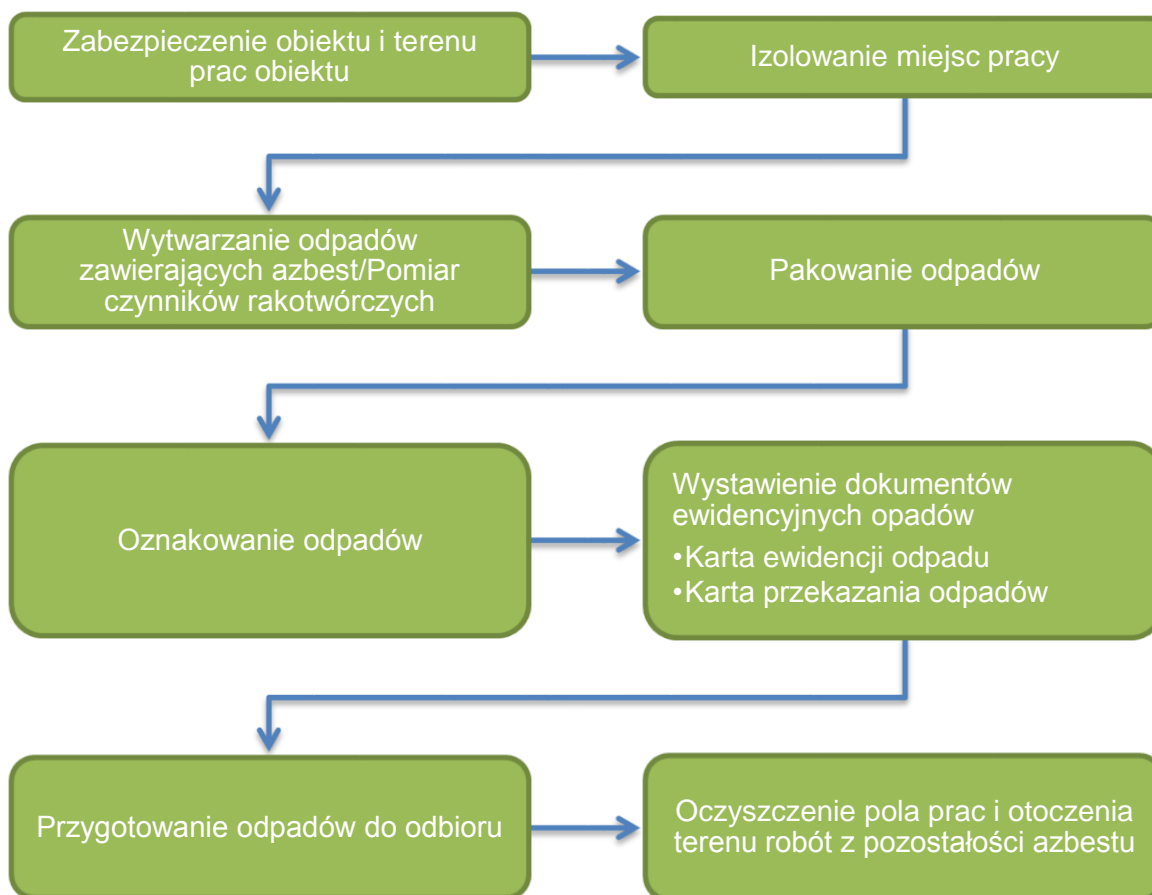 Zabezpieczenie obiektu i terenu
prac obiektu
Izolowanie miejsc pracy
Wytwarzanie odpadów
zawierających azbest/Pomiar
czynników rakotwórczych
Pakowanie odpadów
Oznakowanie odpadów
Wystawienie dokumentów
ewidencyjnych opadów
•Karta ewidencji odpadu
•Karta przekazania odpadów
Przygotowanie odpadów do odbioru
Oczyszczenie pola prac i otoczenia
terenu robót z pozostałości azbestu